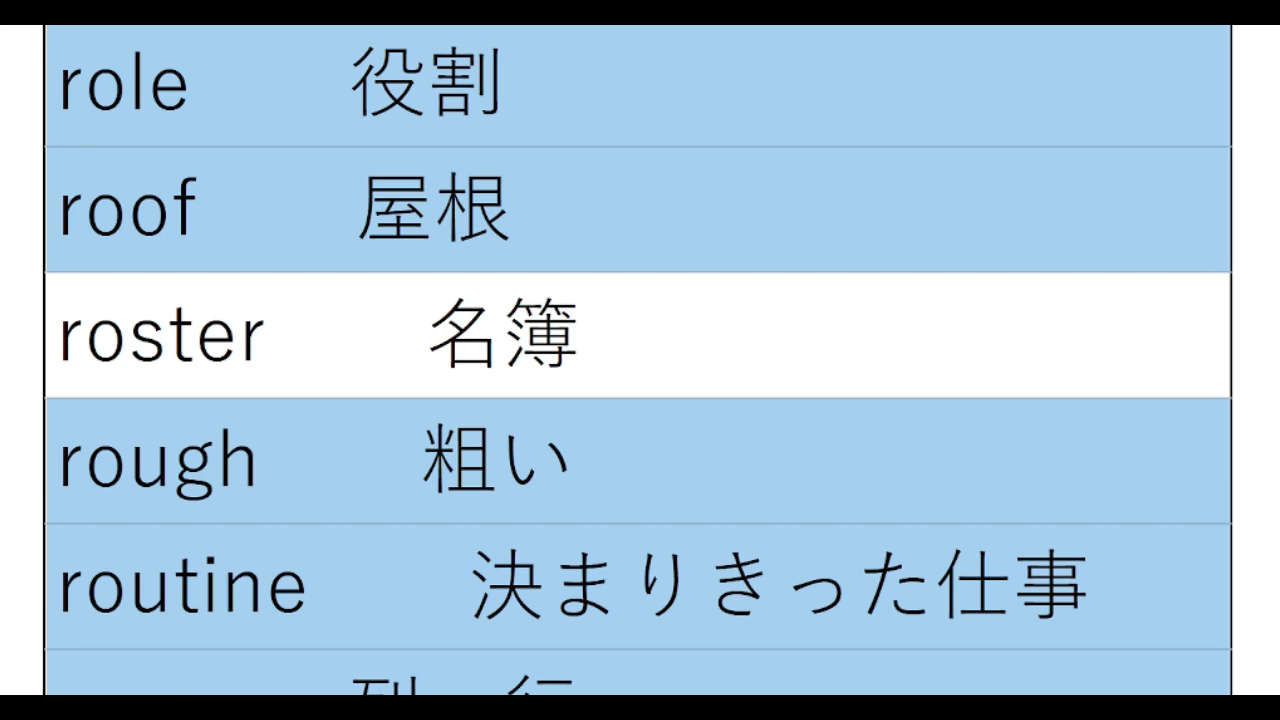 role 役割
roof 屋根
roster 名簿
rough 粗い
routine 決まりきった仕事